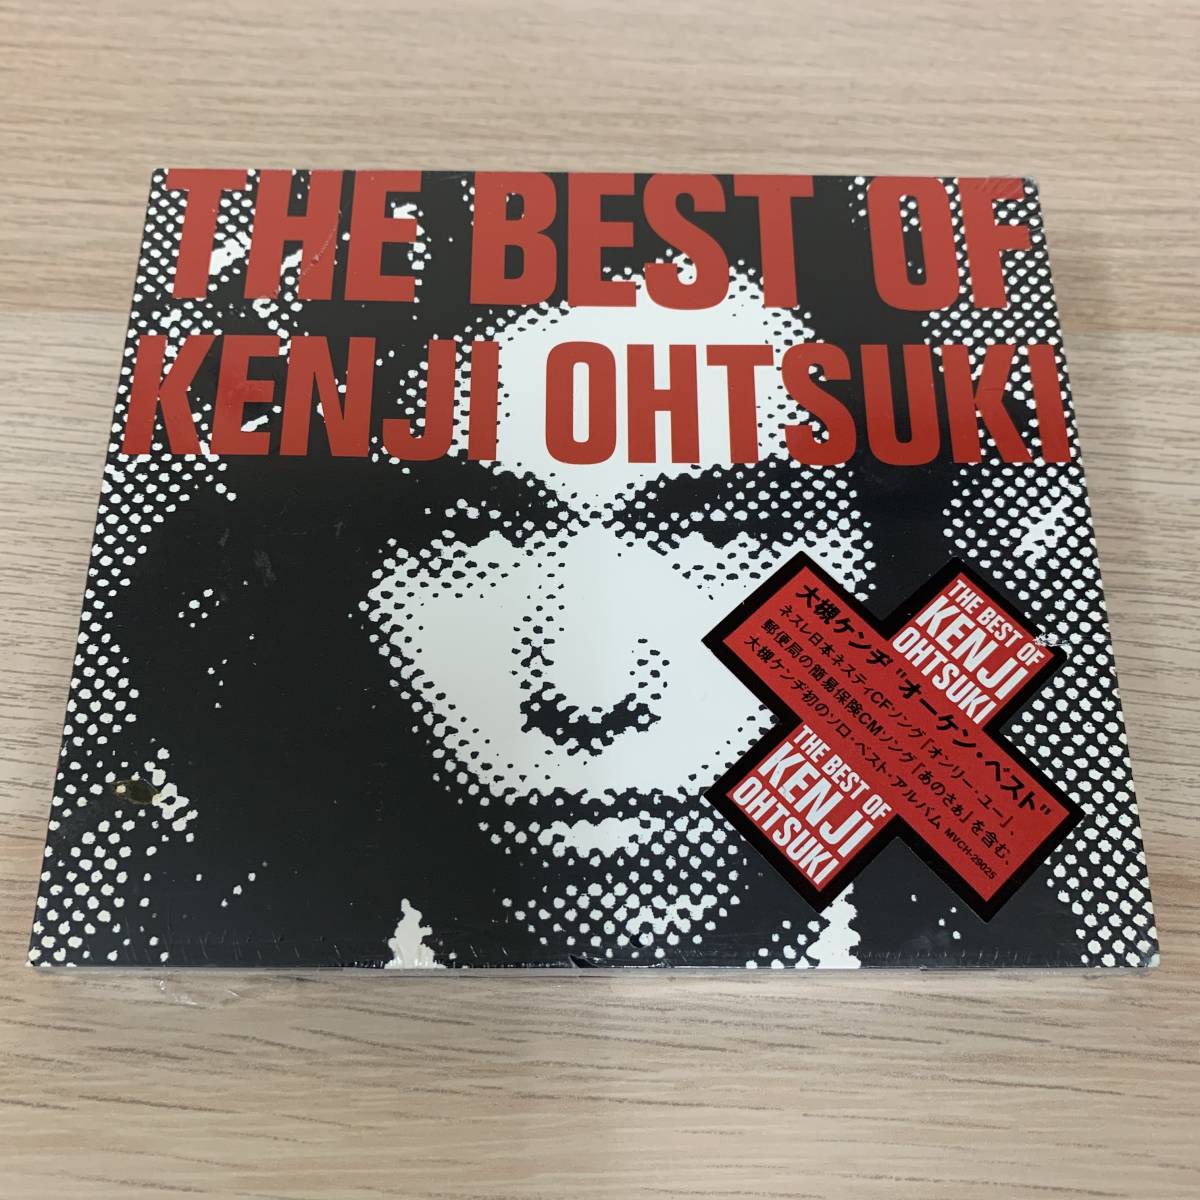 THE BEST OF
KENJI OHTSUKI
大槻ケンヂ"オーケン・ベスト"
ネスレ日本ネスティCFソング「オンリー・ユー」、
郵便局の簡易保険CMソング「あのさぁ」を含む、
大槻ケンヂ初のソロ・ベスト・アルバム MVCH-29025
THE BEST OF
KENJI
OHTSUKI
THE BEST OF
KENJI
OHTSUKI